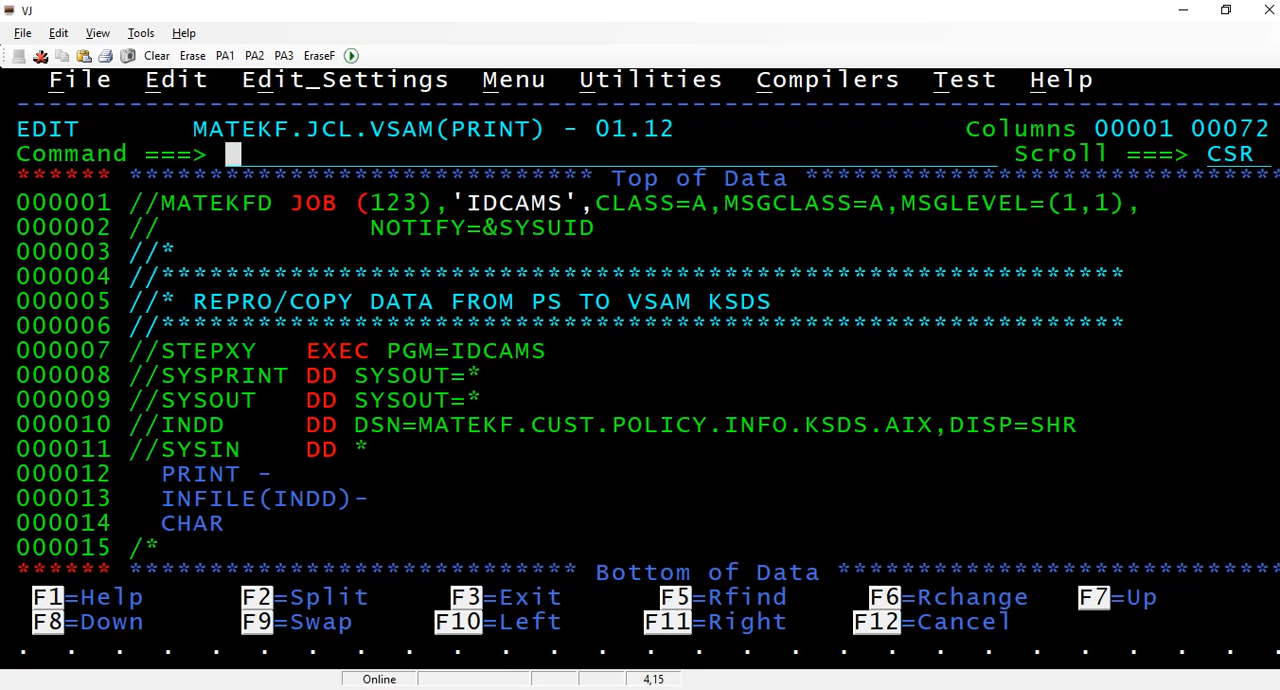 VJ
File Edit View Tools Help
Clear Erase PA1 PA2 PA3 EraseF
File Edit Edit_Settings Menu Utilities Compilers Test Help
--------------------------------------------------------------------------------
EDIT MATEKF.JCL.VSAM(PRINT) - 01.12 Columns 00001 00072
Command ===> Scroll ===> CSR
****** ***************************** Top of Data ******************************
000001 //MATEKFD JOB (123),'IDCAMS',CLASS=A,MSGCLASS=A,MSGLEVEL=(1,1),
000002 // NOTIFY=&SYSUID
000003 //*
000004 //************************************************************
000005 //* REPRO/COPY DATA FROM PS TO VSAM KSDS
000006 //************************************************************
000007 //STEPXY EXEC PGM=IDCAMS
000008 //SYSPRINT DD SYSOUT=*
000009 //SYSOUT DD SYSOUT=*
000010 //INDD DD DSN=MATEKF.CUST.POLICY.INFO.KSDS.AIX,DISP=SHR
000011 //SYSIN DD *
000012 PRINT -
000013 INFILE(INDD)-
000014 CHAR
000015 /*
****** **************************** Bottom of Data ****************************
F1=Help F2=Split F3=Exit F5=Rfind F6=Rchange F7=Up
F8=Down F9=Swap F10=Left F11=Right F12=Cancel
. . . . . . . . . . . . . . . . . . . . . . . . . . .
Online 4,15